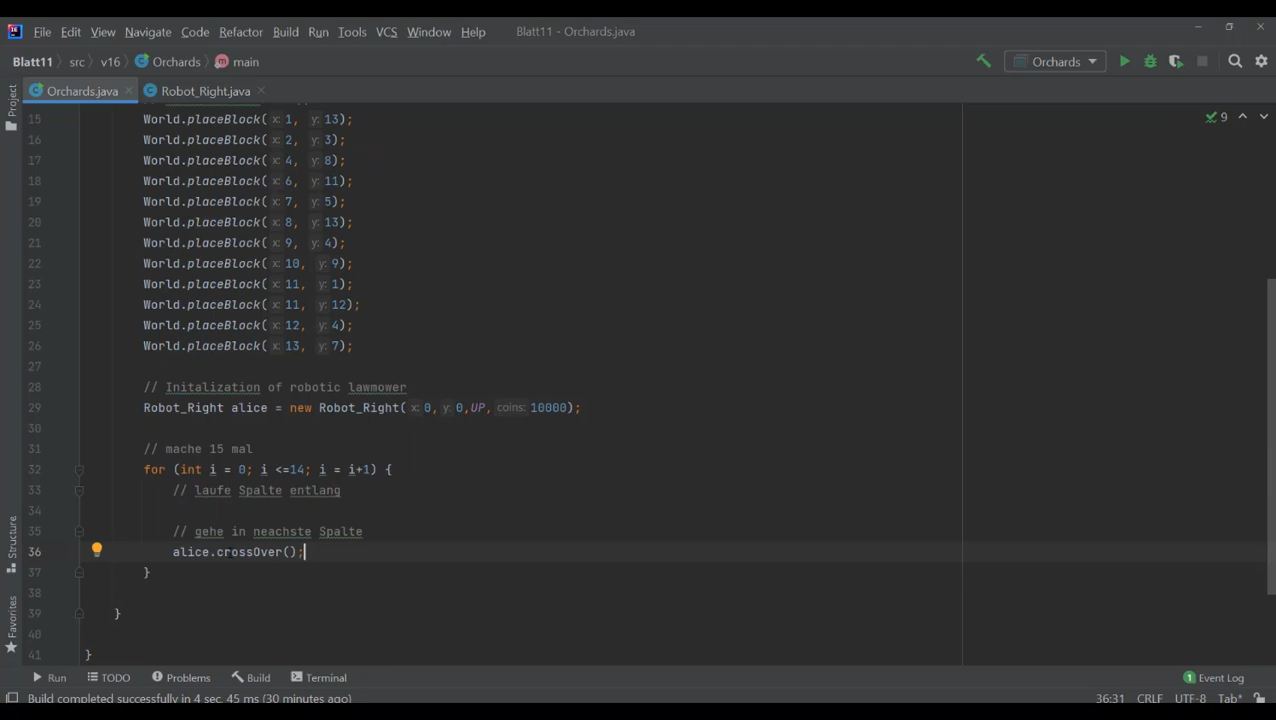 File Edit View Navigate Code Refactor Build Run Tools VCS Window Help Blatt11 - Orchards.java
Blatt11 src v16 Orchards main Orchards
Orchards.java Robot_Right.java
Project
15 World.placeBlock( x: 1, 13);
16 World.placeBlock( x: 2, y: 3);
17 World.placeBlock( x: 4, y: 8);
18 World.placeBlock( x: 6, y: 11);
19 World.placeBlock( x: 7, y: 5);
20 World.placeBlock( x: 8, y: 13);
21 World.placeBlock( x: 9, y: 4);
22 World.placeBlock( x: 10, y: 9);
23 World.placeBlock( x: 11, y: 1);
24 World.placeBlock( x: 11, y: 12);
25 World.placeBlock( x: 12, y: 4);
26 World.placeBlock( x: 13, y: 7);
27
28 // Initalization of robotic lawmower
29 Robot_Right alice = new Robot_Right( x: 0, y: 0,UP, coins: 10000);
30
31 // mache 15 mal
32 for (int i = 0; i <=14; i = i+1) {
33 // laufe Spalte entlang
34
35 // gehe in neachste Spalte
36 alice.crossOver();
37 }
38
39 }
40
41 }
9
Structure
Favorites
Run TODO Problems Build Terminal 1 Event Log
Build completed successfully in 4 sec, 45 ms (30 minutes ago) 36:31 CRLF UTF-8 Tab*